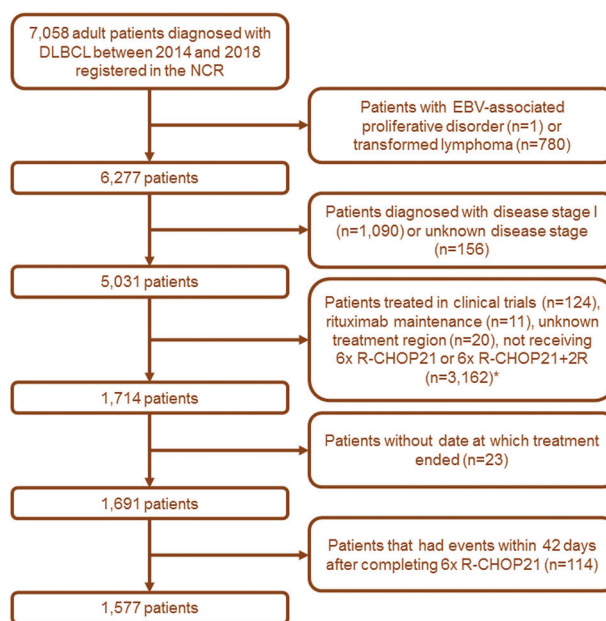 7,058 adult patients diagnosed with
DLBCL between 2014 and 2018
registered in the NCR
Patients with EBV-associated
proliferative disorder (n=1) or
transformed lymphoma (n=780)
6,277 patients
Patients diagnosed with disease stage I
(n=1,090) or unknown disease stage
(n=156)
5,031 patients
Patients treated in clinical trials (n=124),
rituximab maintenance (n=11), unknown
treatment region (n=20), not receiving
6x R-CHOP21 or 6x R-CHOP21+2R
(n=3,162)*
1,714 patients
Patients without date at which treatment
ended (n=23)
1,691 patients
Patients that had events within 42 days
after completing 6x R-CHOP21 (n=114)
1,577 patients